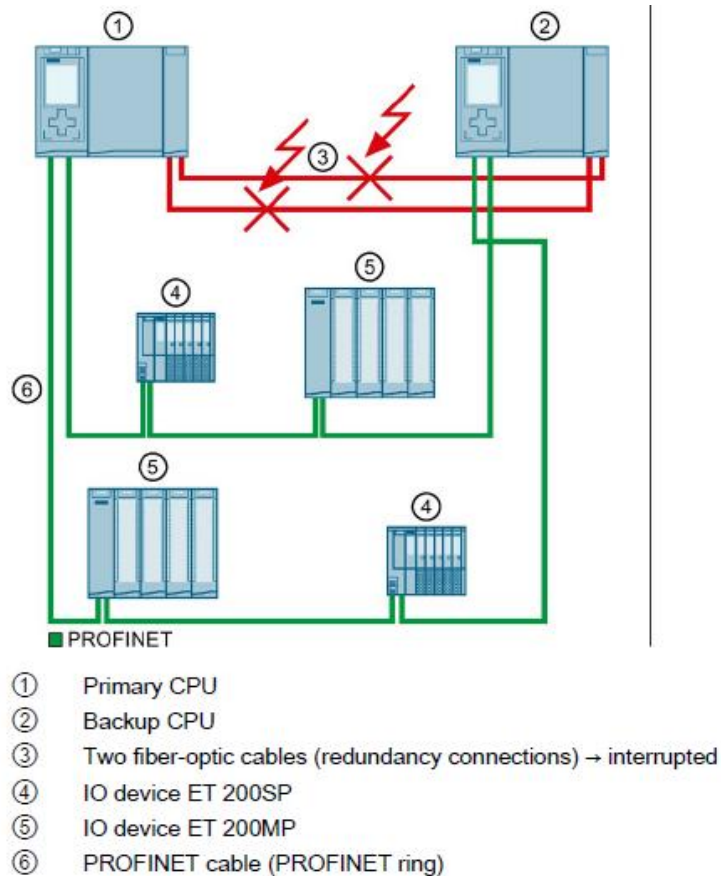 ① ②
③
④ ⑤
⑥
⑤ ④
PROFINET
① Primary CPU
② Backup CPU
③ Two fiber-optic cables (redundancy connections) → interrupted
④ IO device ET 200SP
⑤ IO device ET 200MP
⑥ PROFINET cable (PROFINET ring)